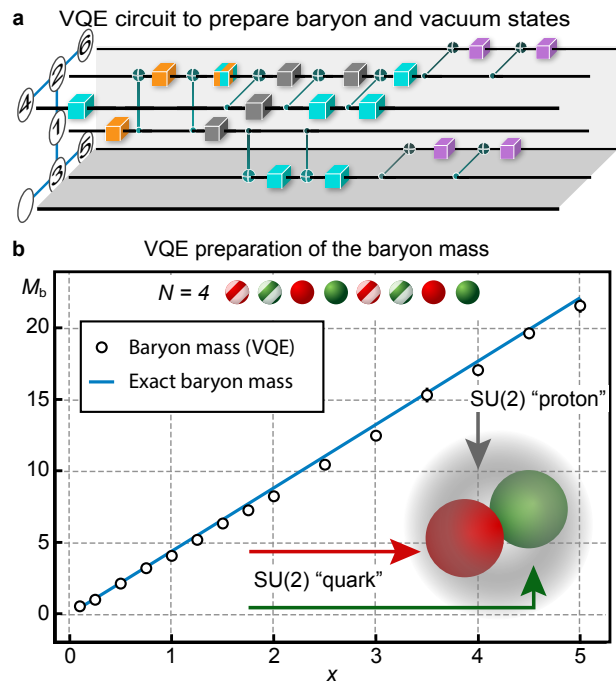 a
VQE circuit to prepare baryon and vacuum states
6
2
4
1
5
3
b
VQE preparation of the baryon mass
M_b
N = 4
Baryon mass (VQE)
Exact baryon mass
SU(2) “proton”
SU(2) “quark”
20
15
10
5
0
0
1
2
3
4
5
x